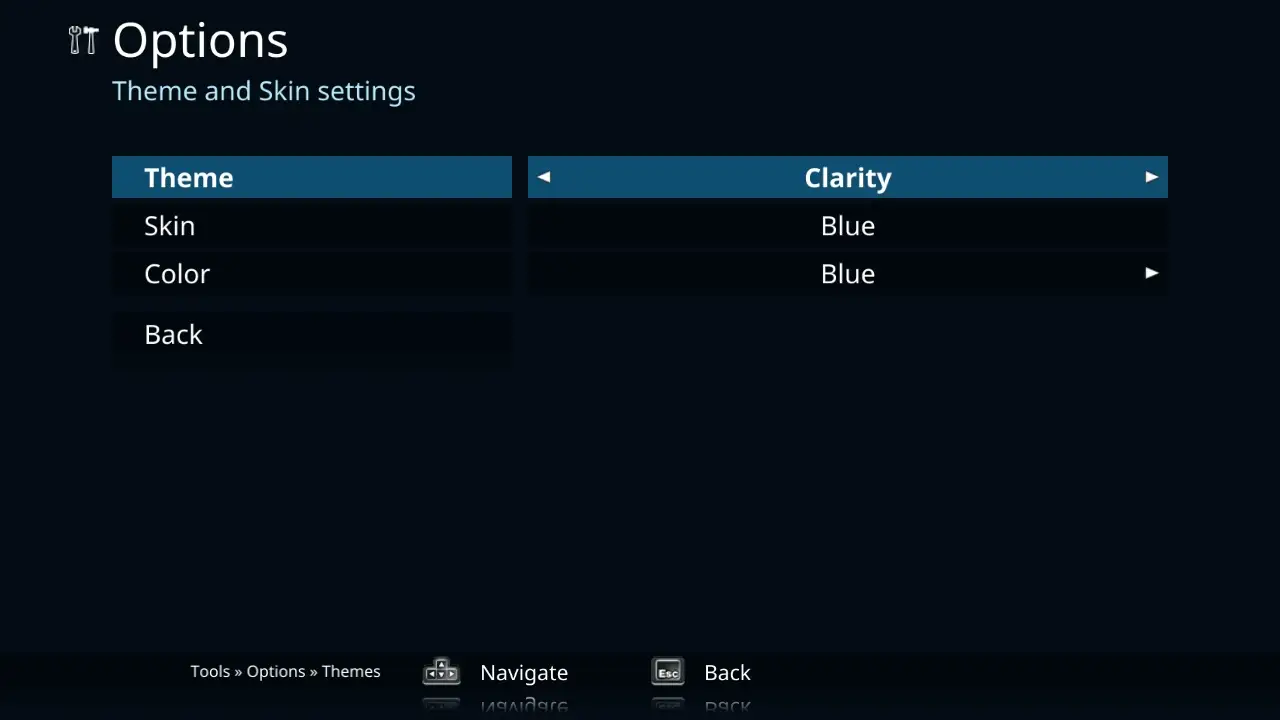 Options
Theme and Skin settings
Theme Clarity
Skin Blue
Color Blue
Back
Tools » Options » Themes Navigate Esc Back